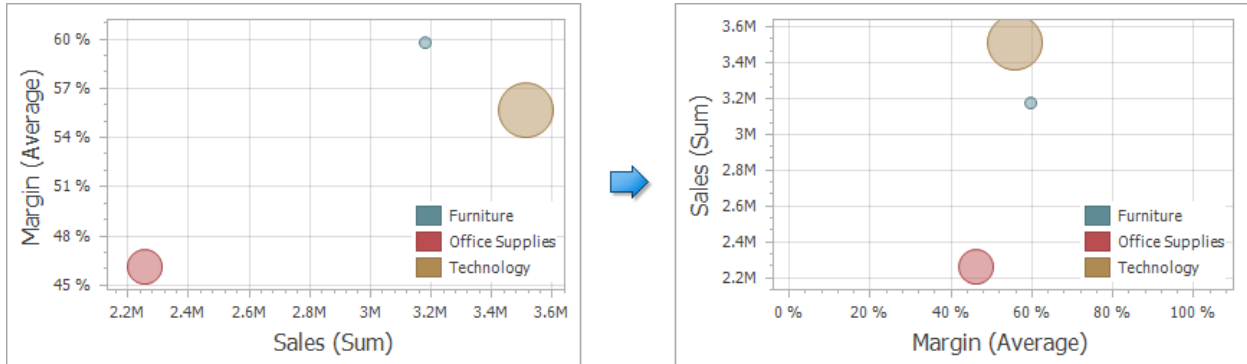 Margin (Average)
60 %
57 %
54 %
51 %
48 %
45 %
Furniture
Office Supplies
Technology
2.2M 2.4M 2.6M 2.8M 3M 3.2M 3.4M 3.6M
Sales (Sum)
Sales (Sum)
3.6M
3.4M
3.2M
3M
2.8M
2.6M
2.4M
2.2M
Furniture
Office Supplies
Technology
0 % 20 % 40 % 60 % 80 % 100 %
Margin (Average)